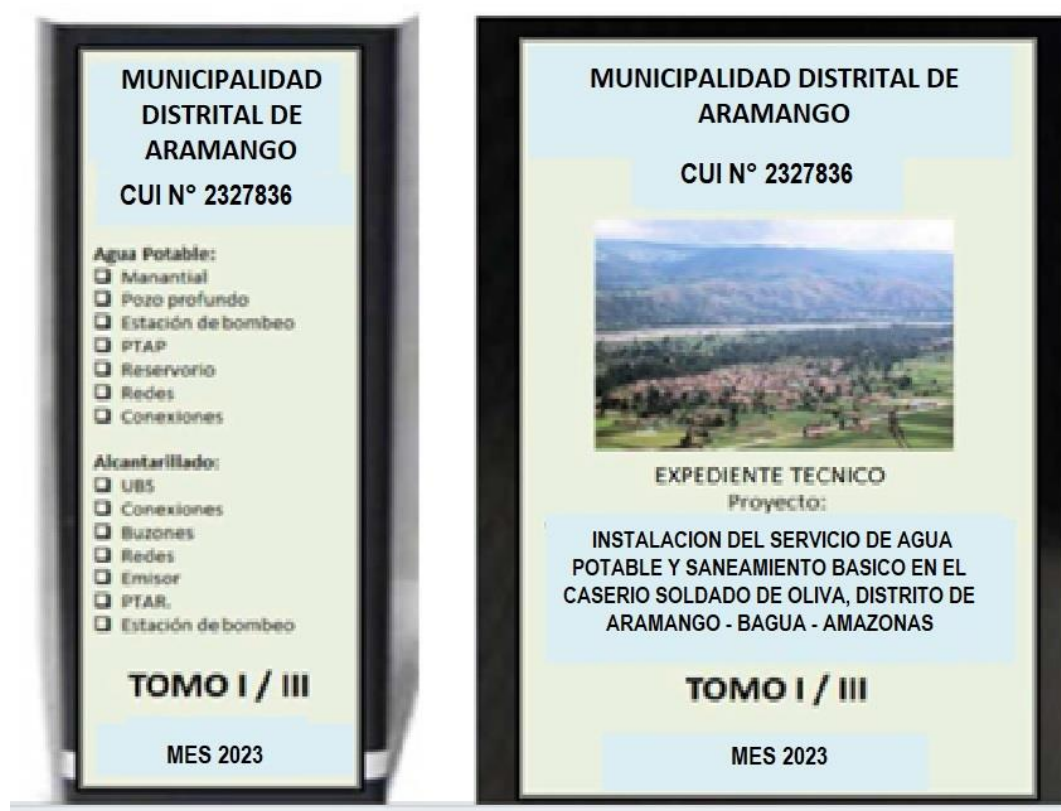 MUNICIPALIDAD
DISTRITAL DE
ARAMANGO
CUI N° 2327836
Agua Potable:
Manantial
Pozo profundo
Estación de bombeo
PTAP
Reservorio
Redes
Conexiones
Alcantarillado:
UBS
Conexiones
Buzones
Redes
Emisor
PTAR.
Estación de bombeo
TOMO I / III
MES 2023
MUNICIPALIDAD DISTRITAL DE
ARAMANGO
CUI N° 2327836
EXPEDIENTE TECNICO
Proyecto:
INSTALACION DEL SERVICIO DE AGUA
POTABLE Y SANEAMIENTO BASICO EN EL
CASERIO SOLDADO DE OLIVA, DISTRITO DE
ARAMANGO - BAGUA - AMAZONAS
TOMO I / III
MES 2023